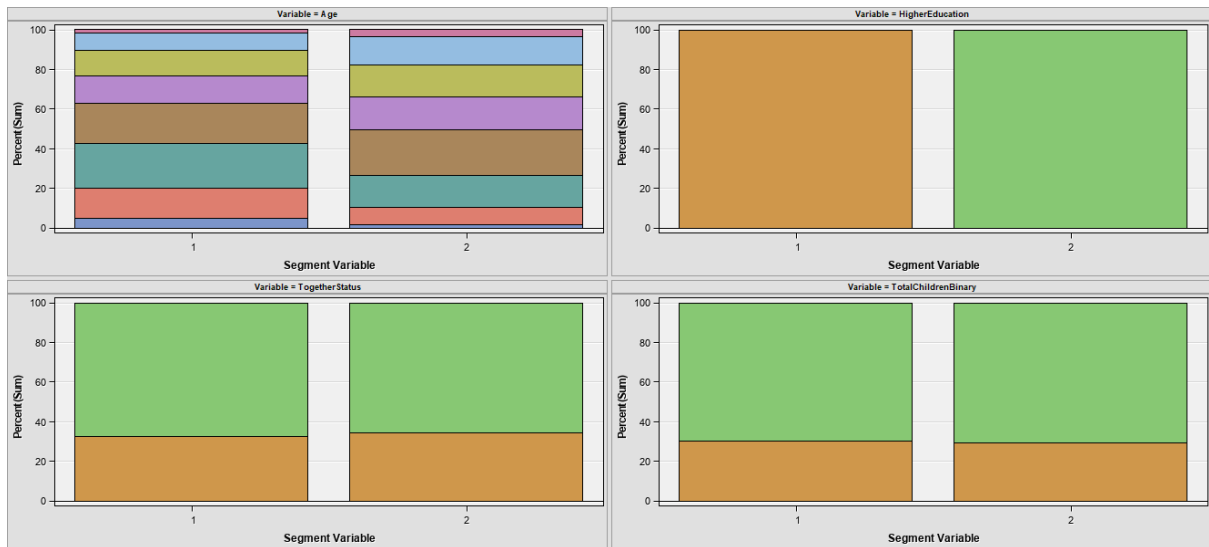 Variable = Age
Percent (Sum)
100
80
60
40
20
0
1 2
Segment Variable
Variable = HigherEducation
Percent (Sum)
100
80
60
40
20
0
1 2
Segment Variable
Variable = TogetherStatus
Percent (Sum)
100
80
60
40
20
0
1 2
Segment Variable
Variable = TotalChildrenBinary
Percent (Sum)
100
80
60
40
20
0
1 2
Segment Variable